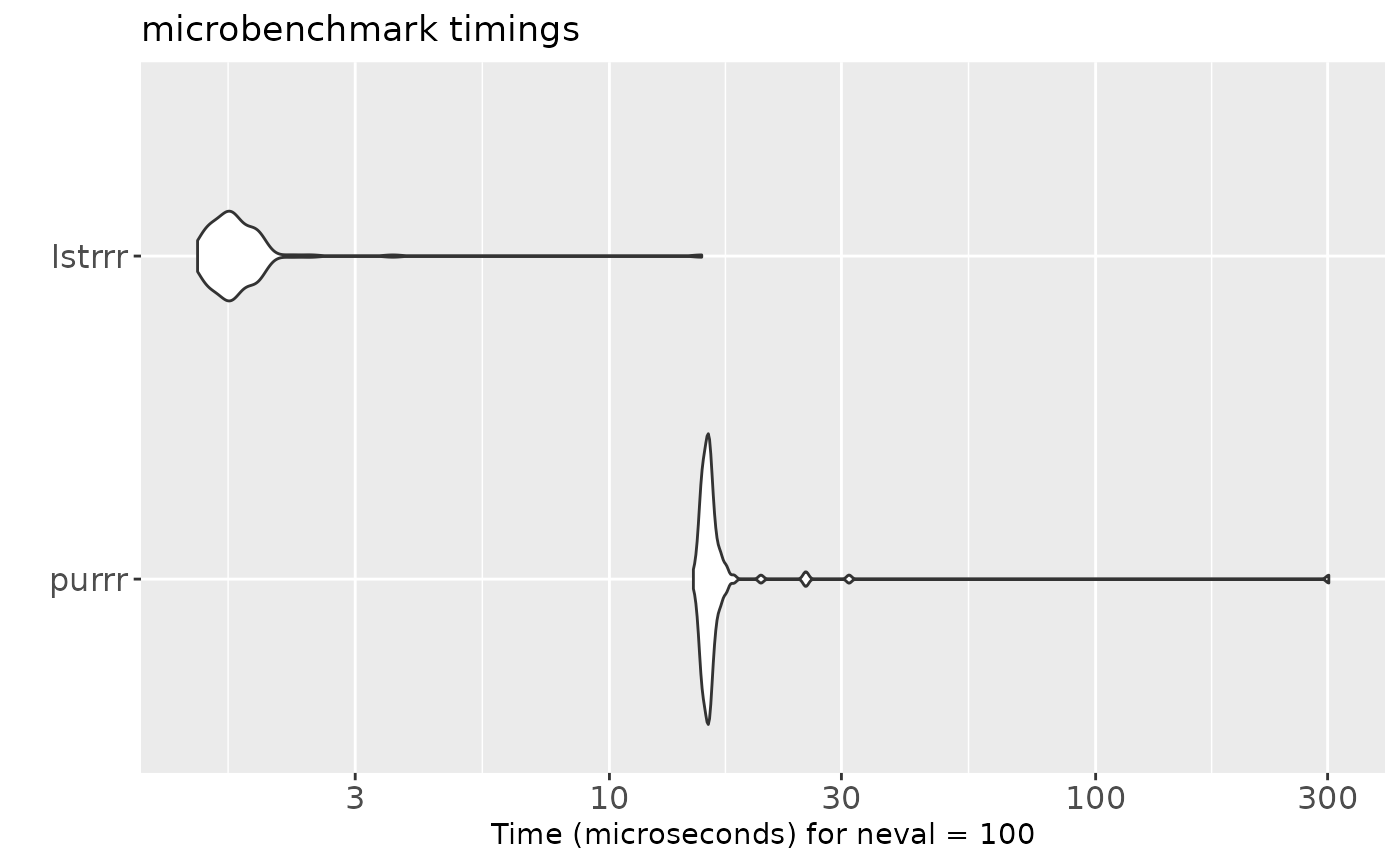 microbenchmark timings
lstrrr
purrr
3 10 30 100 300
Time (microseconds) for neval = 100